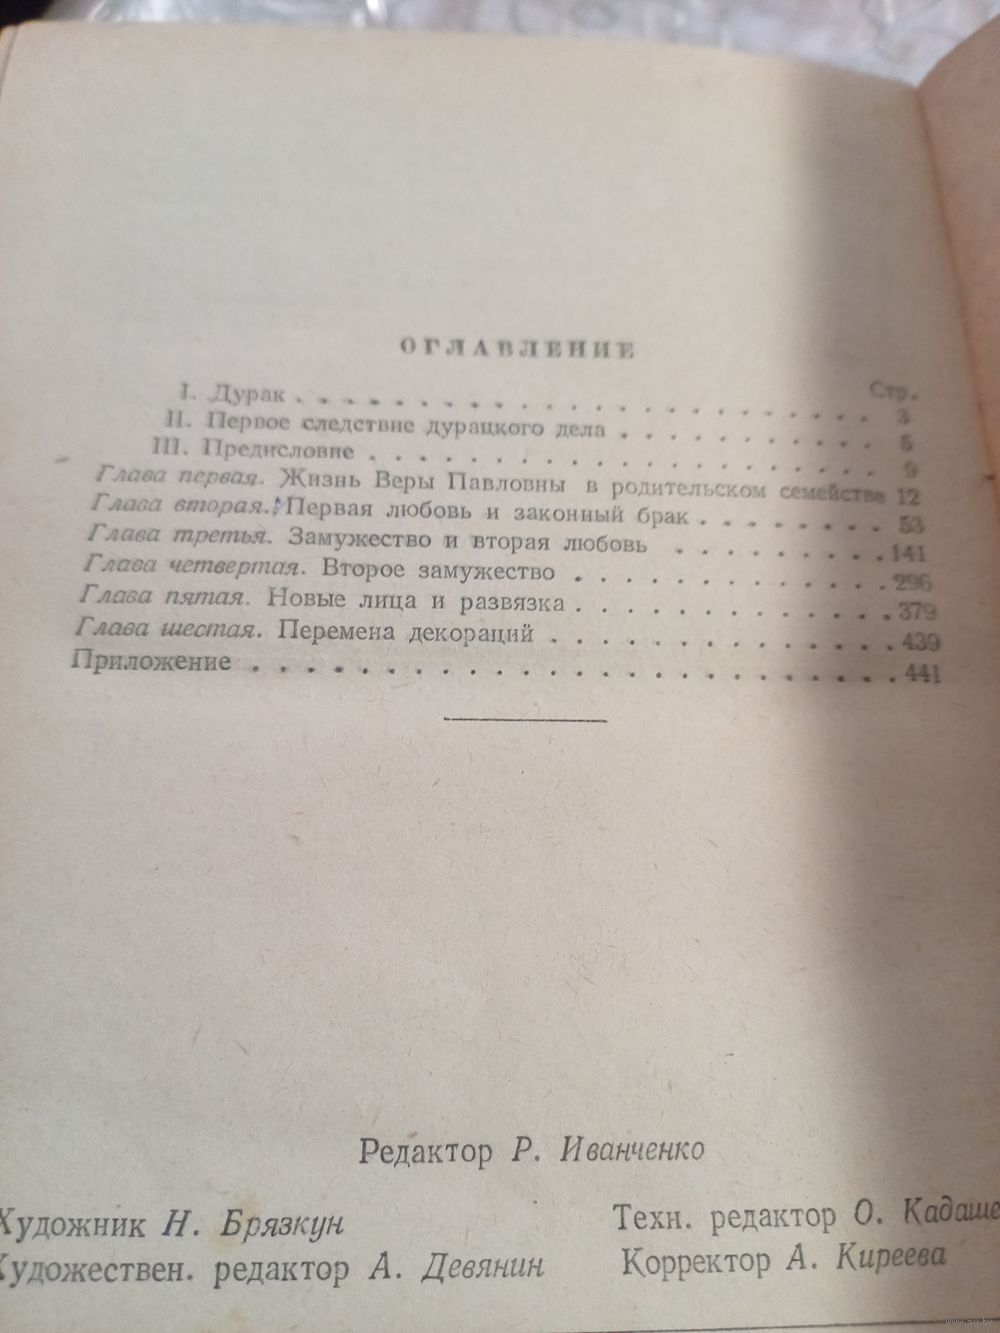 ОГЛАВЛЕНИЕ
Стр.
I. Дурак . . . . . . . . . . . . . . . . . . . . . . . 3
II. Первое следствие дурацкого дела . . . . . . . . . . . 5
III. Предисловие . . . . . . . . . . . . . . . . . . . . 9
Глава первая. Жизнь Веры Павловны в родительском семействе 12
Глава вторая. Первая любовь и законный брак . . . . . . . . 53
Глава третья. Замужество и вторая любовь . . . . . . . . . 141
Глава четвертая. Второе замужество . . . . . . . . . . . . . 296
Глава пятая. Новые лица и развязка . . . . . . . . . . . . . 379
Глава шестая. Перемена декораций . . . . . . . . . . . . . . 439
Приложение . . . . . . . . . . . . . . . . . . . . . . . . 441
Редактор Р. Иванченко
Художник Н. Брязкун
Техн. редактор О. Кадаше
Художествен. редактор А. Девянин
Корректор А. Киреева